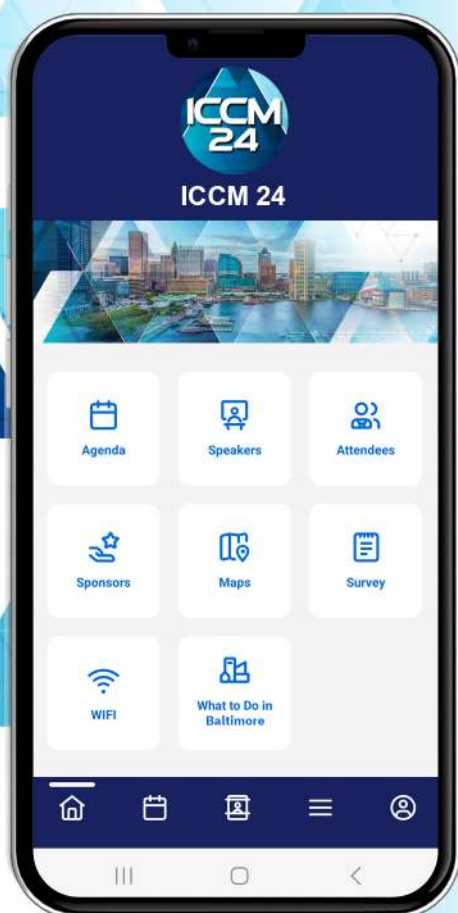 ICCM
24
ICCM 24
Agenda
Speakers
Attendees
Sponsors
Maps
Survey
WIFI
What to Do in
Baltimore